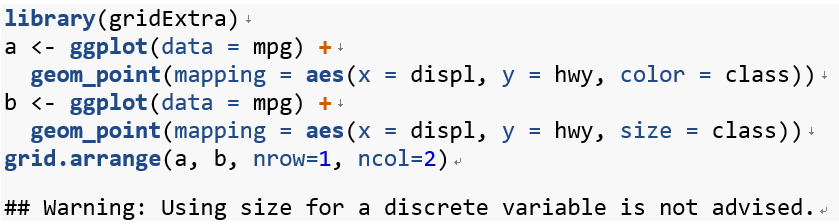 library(gridExtra)
a <- ggplot(data = mpg) +
  geom_point(mapping = aes(x = displ, y = hwy, color = class))
b <- ggplot(data = mpg) +
  geom_point(mapping = aes(x = displ, y = hwy, size = class))
grid.arrange(a, b, nrow=1, ncol=2)
## Warning: Using size for a discrete variable is not advised.